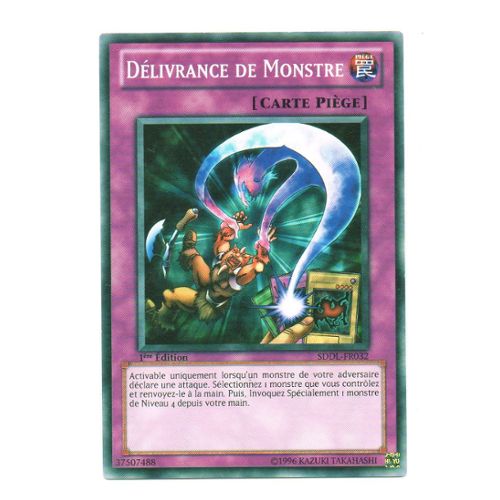 DÉLIVRANCE DE MONSTRE
PIÈGE
罠
[CARTE PIÈGE]
1ère Édition
SDDL-FR032
Activable uniquement lorsqu'un monstre de votre adversaire
déclare une attaque. Sélectionnez 1 monstre que vous contrôlez
et renvoyez-le à la main. Puis, Invoquez Spécialement 1 monstre
de Niveau 4 depuis votre main.
37507488
©1996 KAZUKI TAKAHASHI